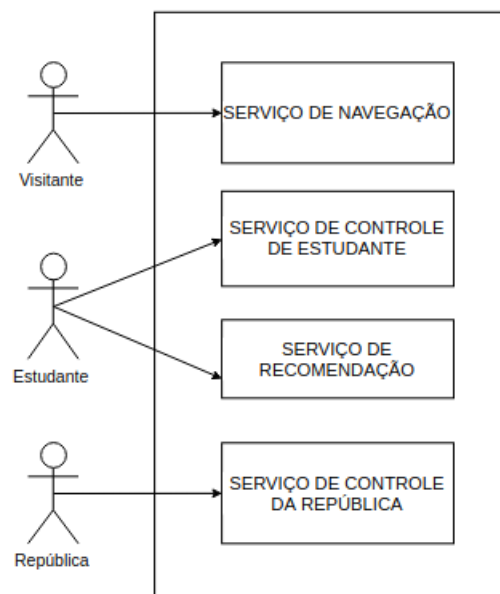 SERVIÇO DE NAVEGAÇÃO
Visitante
SERVIÇO DE CONTROLE
DE ESTUDANTE
Estudante
SERVIÇO DE
RECOMENDAÇÃO
SERVIÇO DE CONTROLE
DA REPÚBLICA
República